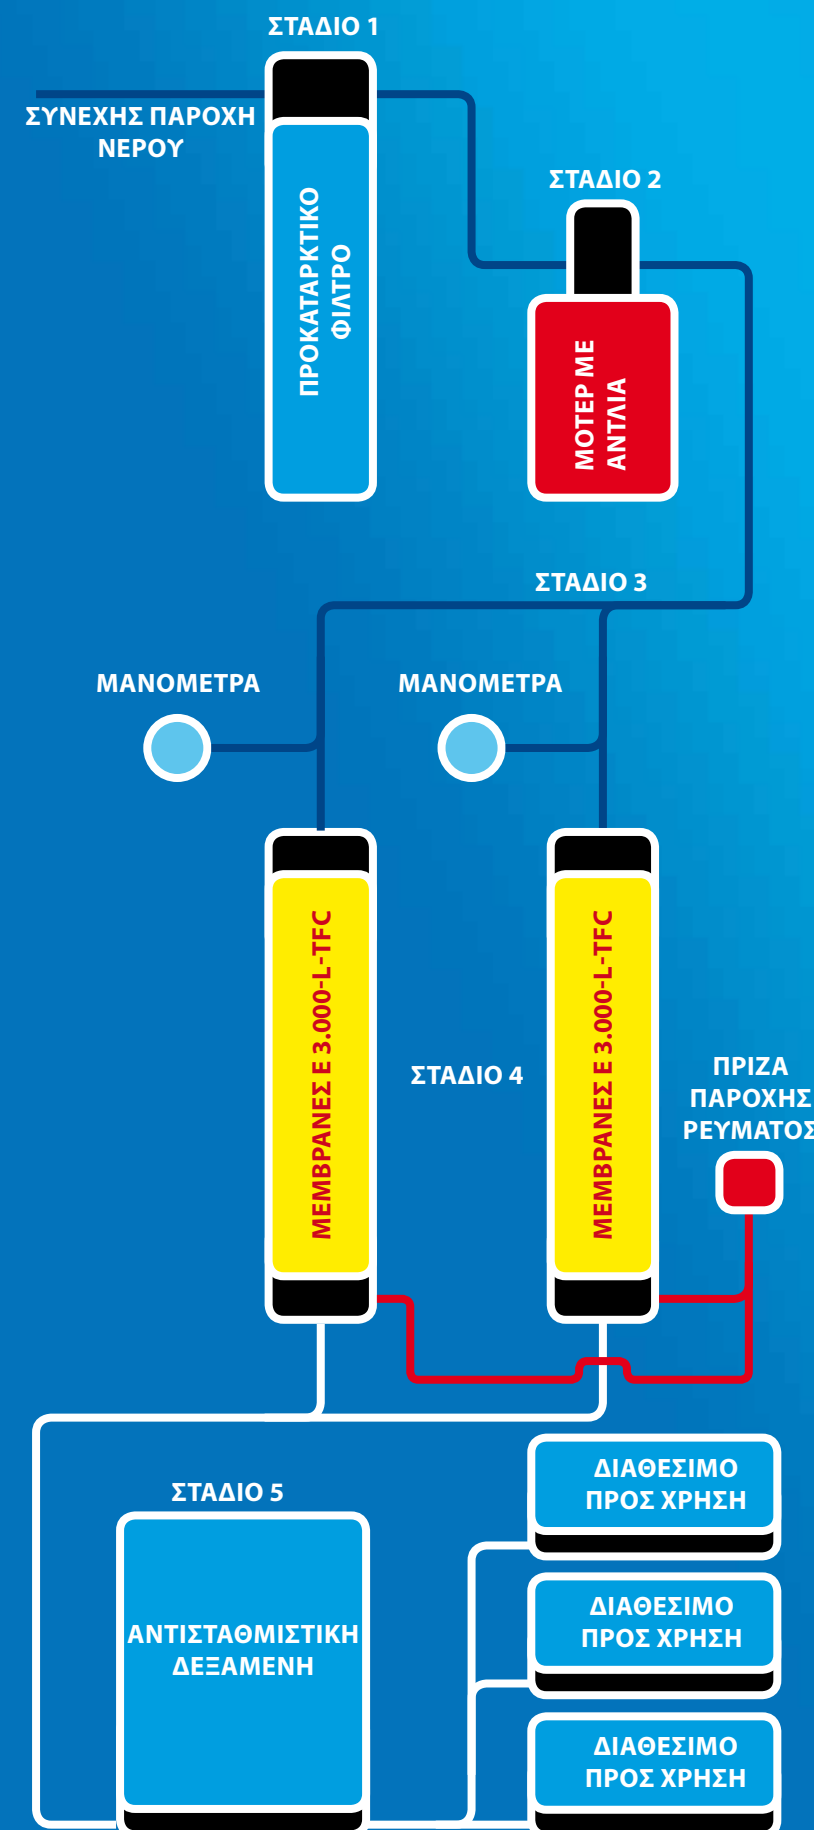 ΣΤΑΔΙΟ 1
ΣΥΝΕΧΗΣ ΠΑΡΟΧΗ
ΝΕΡΟΥ
ΠΡΟΚΑΤΑΡΚΤΙΚΟ
ΦΙΛΤΡΟ
ΣΤΑΔΙΟ 2
ΜΟΤΕΡ ΜΕ
ΑΝΤΛΙΑ
ΣΤΑΔΙΟ 3
ΜΑΝΟΜΕΤΡΑ
ΜΑΝΟΜΕΤΡΑ
ΜΕΜΒΡΑΝΕΣ Ε 3.000-L-TFC
ΣΤΑΔΙΟ 4
ΜΕΜΒΡΑΝΕΣ Ε 3.000-L-TFC
ΠΡΙΖΑ
ΠΑΡΟΧΗΣ
ΡΕΥΜΑΤΟΣ
ΣΤΑΔΙΟ 5
ΑΝΤΙΣΤΑΘΜΙΣΤΙΚΗ
ΔΕΞΑΜΕΝΗ
ΔΙΑΘΕΣΙΜΟ
ΠΡΟΣ ΧΡΗΣΗ
ΔΙΑΘΕΣΙΜΟ
ΠΡΟΣ ΧΡΗΣΗ
ΔΙΑΘΕΣΙΜΟ
ΠΡΟΣ ΧΡΗΣΗ